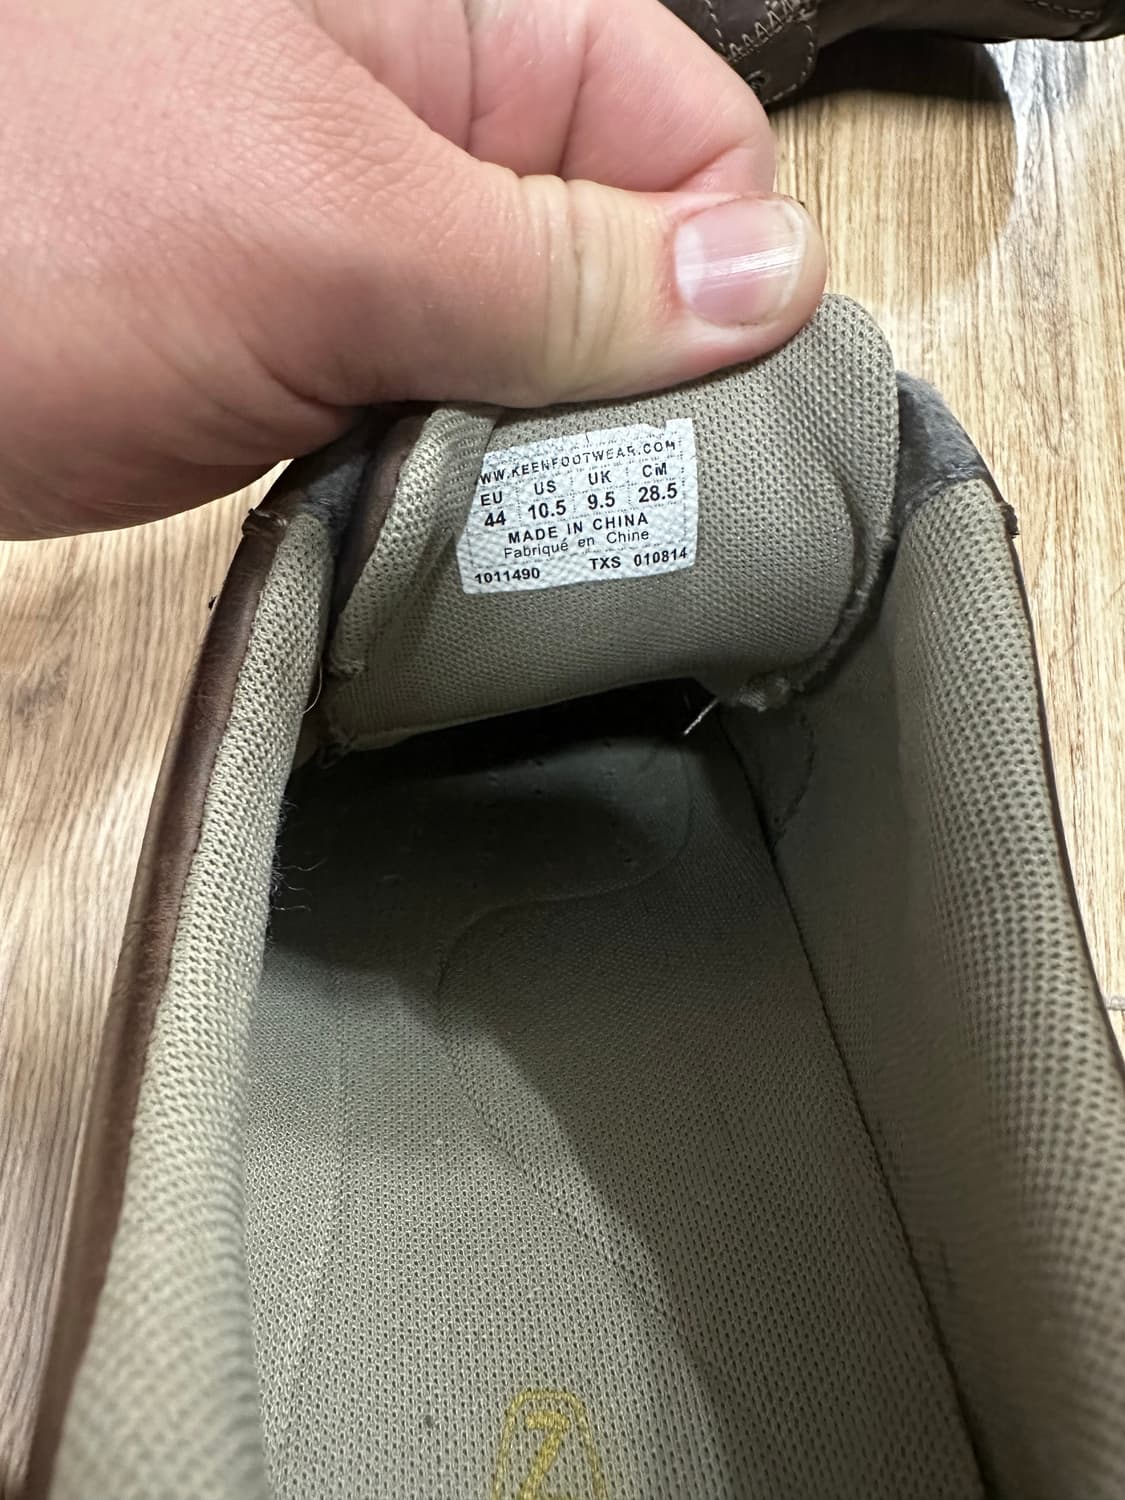 WW.KEENFOOTWEAR.COM
EU US UK CM
44 10.5 9.5 28.5
MADE IN CHINA
Fabriqué en Chine
1011490 TXS 010814